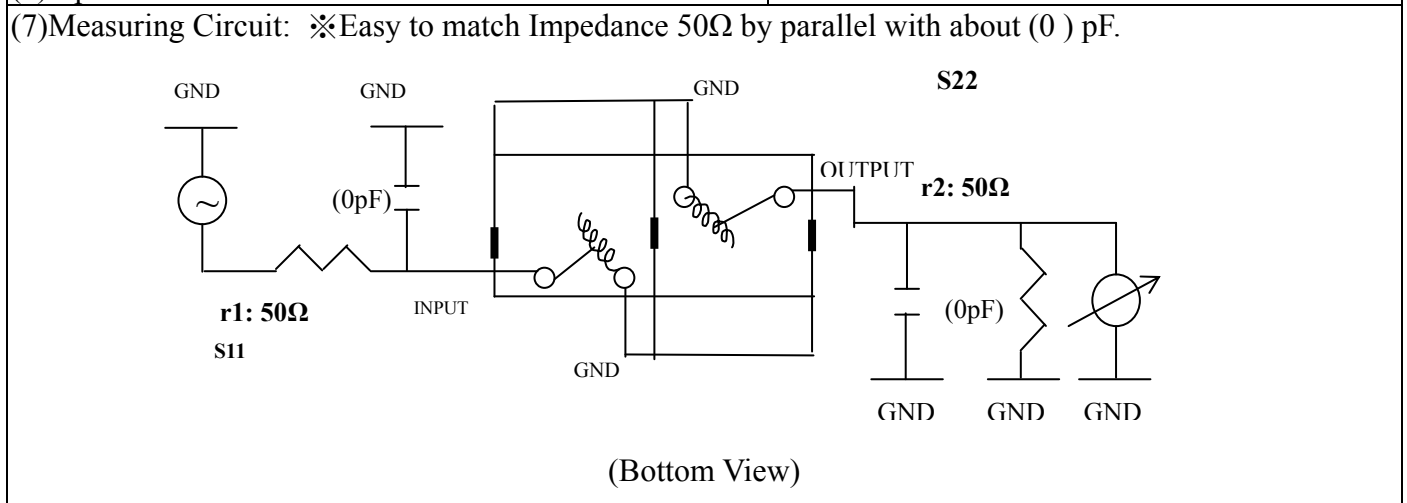 (7)Measuring Circuit: ※Easy to match Impedance 50Ω by parallel with about (0 ) pF.
GND
GND
GND
S22
OUTPUT
(0pF)
r2: 50Ω
r1: 50Ω
INPUT
(0pF)
S11
GND
GND
GND
GND
(Bottom View)